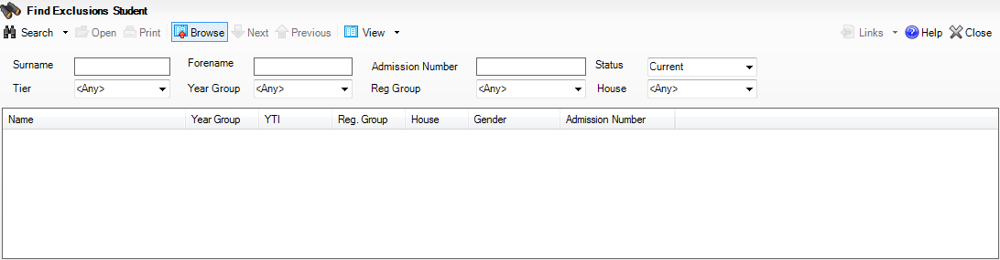 Find Exclusions Student
Search Open Print Browse Next Previous View Links Help Close
Surname Forename Admission Number Status Current
Tier <Any> Year Group <Any> Reg Group <Any> House <Any>
Name Year Group YTI Reg. Group House Gender Admission Number